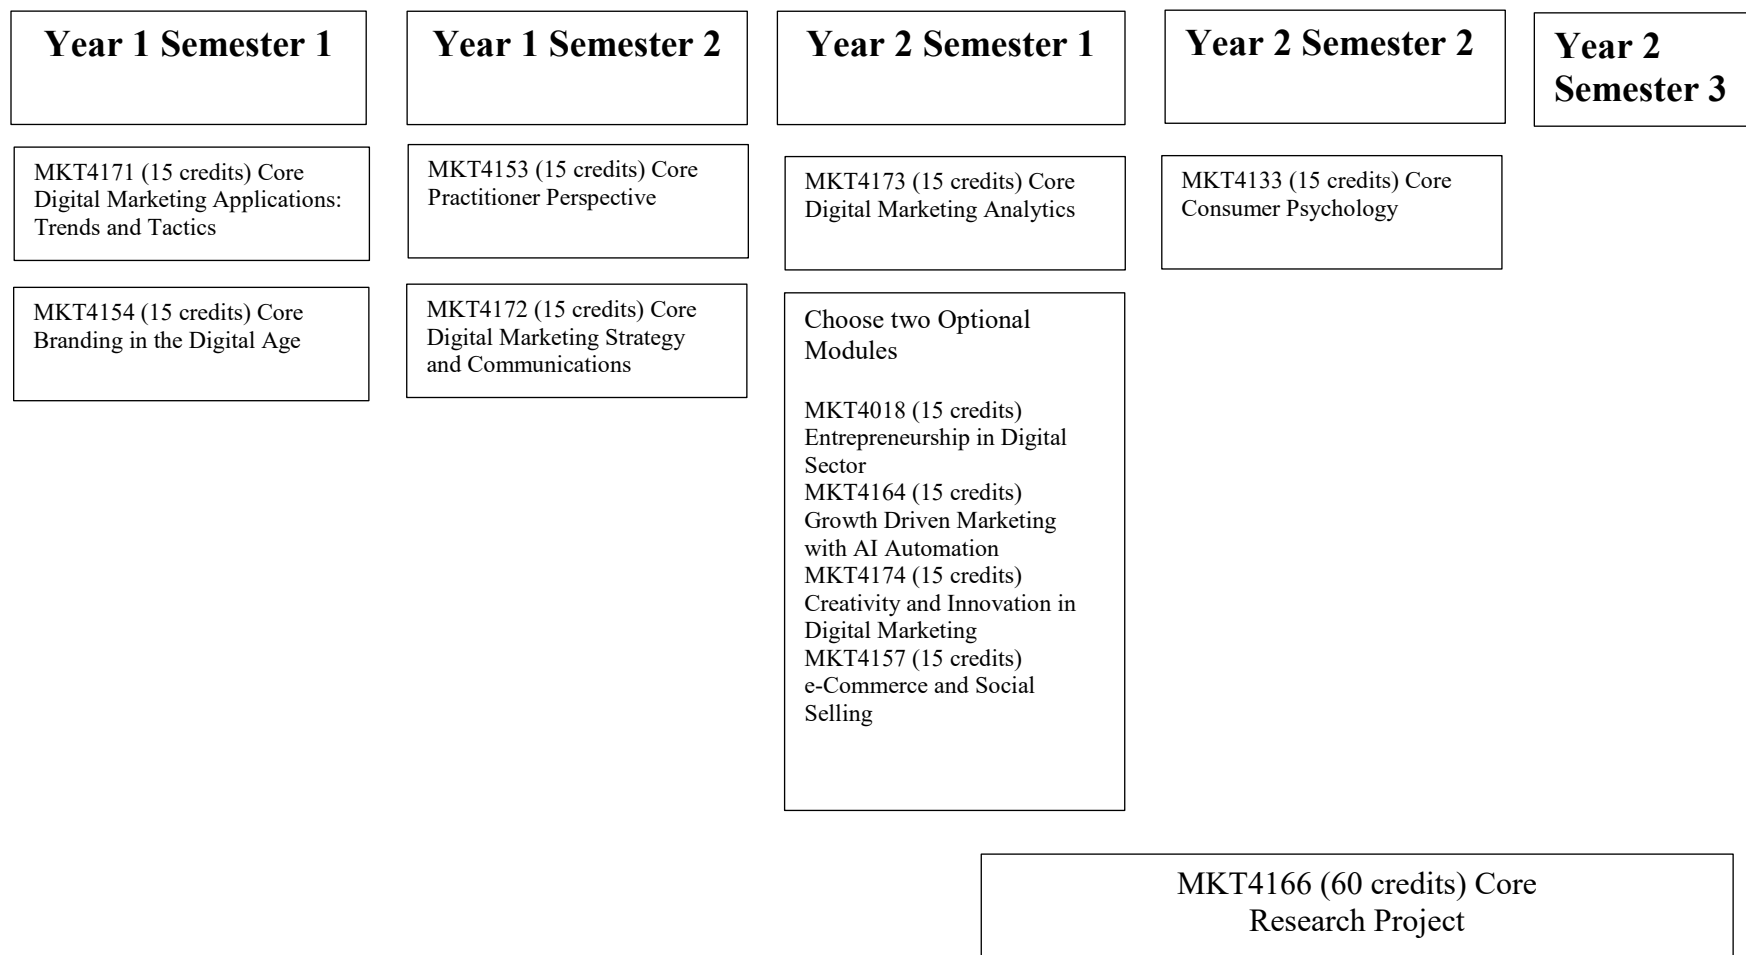 Year 1 Semester 1
Year 1 Semester 2
Year 2 Semester 1
Year 2 Semester 2
Year 2
Semester 3
MKT4171 (15 credits) Core
Digital Marketing Applications:
Trends and Tactics
MKT4153 (15 credits) Core
Practitioner Perspective
MKT4173 (15 credits) Core
Digital Marketing Analytics
MKT4133 (15 credits) Core
Consumer Psychology
MKT4154 (15 credits) Core
Branding in the Digital Age
MKT4172 (15 credits) Core
Digital Marketing Strategy
and Communications
Choose two Optional
Modules
MKT4018 (15 credits)
Entrepreneurship in Digital
Sector
MKT4164 (15 credits)
Growth Driven Marketing
with AI Automation
MKT4174 (15 credits)
Creativity and Innovation in
Digital Marketing
MKT4157 (15 credits)
e-Commerce and Social
Selling
MKT4166 (60 credits) Core
Research Project